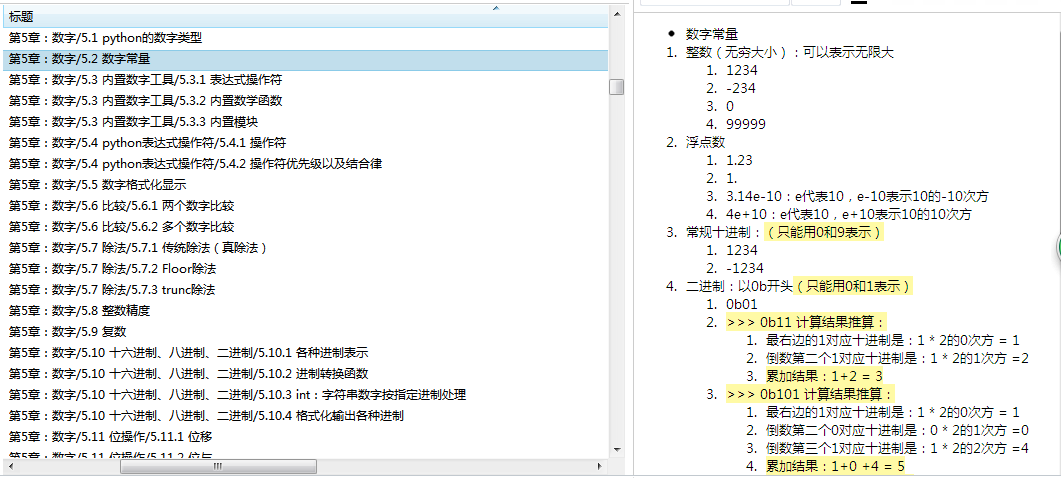 标题
第5章：数字/5.1 python的数字类型
第5章：数字/5.2 数字常量
第5章：数字/5.3 内置数字工具/5.3.1 表达式操作符
第5章：数字/5.3 内置数字工具/5.3.2 内置数学函数
第5章：数字/5.3 内置数字工具/5.3.3 内置模块
第5章：数字/5.4 python表达式操作符/5.4.1 操作符
第5章：数字/5.4 python表达式操作符/5.4.2 操作符优先级以及结合律
第5章：数字/5.5 数字格式化显示
第5章：数字/5.6 比较/5.6.1 两个数字比较
第5章：数字/5.6 比较/5.6.2 多个数字比较
第5章：数字/5.7 除法/5.7.1 传统除法（真除法）
第5章：数字/5.7 除法/5.7.2 Floor除法
第5章：数字/5.7 除法/5.7.3 trunc除法
第5章：数字/5.8 整数精度
第5章：数字/5.9 复数
第5章：数字/5.10 十六进制、八进制、二进制/5.10.1 各种进制表示
第5章：数字/5.10 十六进制、八进制、二进制/5.10.2 进制转换函数
第5章：数字/5.10 十六进制、八进制、二进制/5.10.3 int：字符串数字按指定进制处理
第5章：数字/5.10 十六进制、八进制、二进制/5.10.4 格式化输出各种进制
第5章：数字/5.11 位操作/5.11.1 位移
第5章：数字/5.11 位操作/5.11.2 位与
● 数字常量
1. 整数（无穷大小）：可以表示无限大
1. 1234
2. -234
3. 0
4. 99999
2. 浮点数
1. 1.23
2. 1.
3. 3.14e-10：e代表10，e-10表示10的-10次方
4. 4e+10：e代表10，e+10表示10的10次方
3. 常规十进制：（只能用0和9表示）
1. 1234
2. -1234
4. 二进制：以0b开头（只能用0和1表示）
1. 0b01
2. >>> 0b11 计算结果推算：
1. 最右边的1对应十进制是：1 * 2的0次方 = 1
2. 倒数第二个1对应十进制是：1 * 2的1次方 =2
3. 累加结果：1+2 = 3
3. >>> 0b101 计算结果推算：
1. 最右边的1对应十进制是：1 * 2的0次方 = 1
2. 倒数第二个0对应十进制是：0 * 2的1次方 =0
3. 倒数第三个1对应十进制是：1 * 2的2次方 =4
4. 累加结果：1+0 +4 = 5